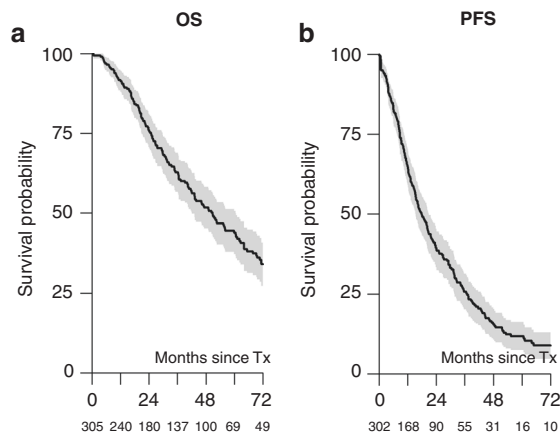 a
OS
100
75
50
25
0
Survival probability
Months since Tx
0 24 48 72
305 240 180 137 100 69 49
b
PFS
100
75
50
25
0
Survival probability
Months since Tx
0 24 48 72
302 168 90 55 31 16 10